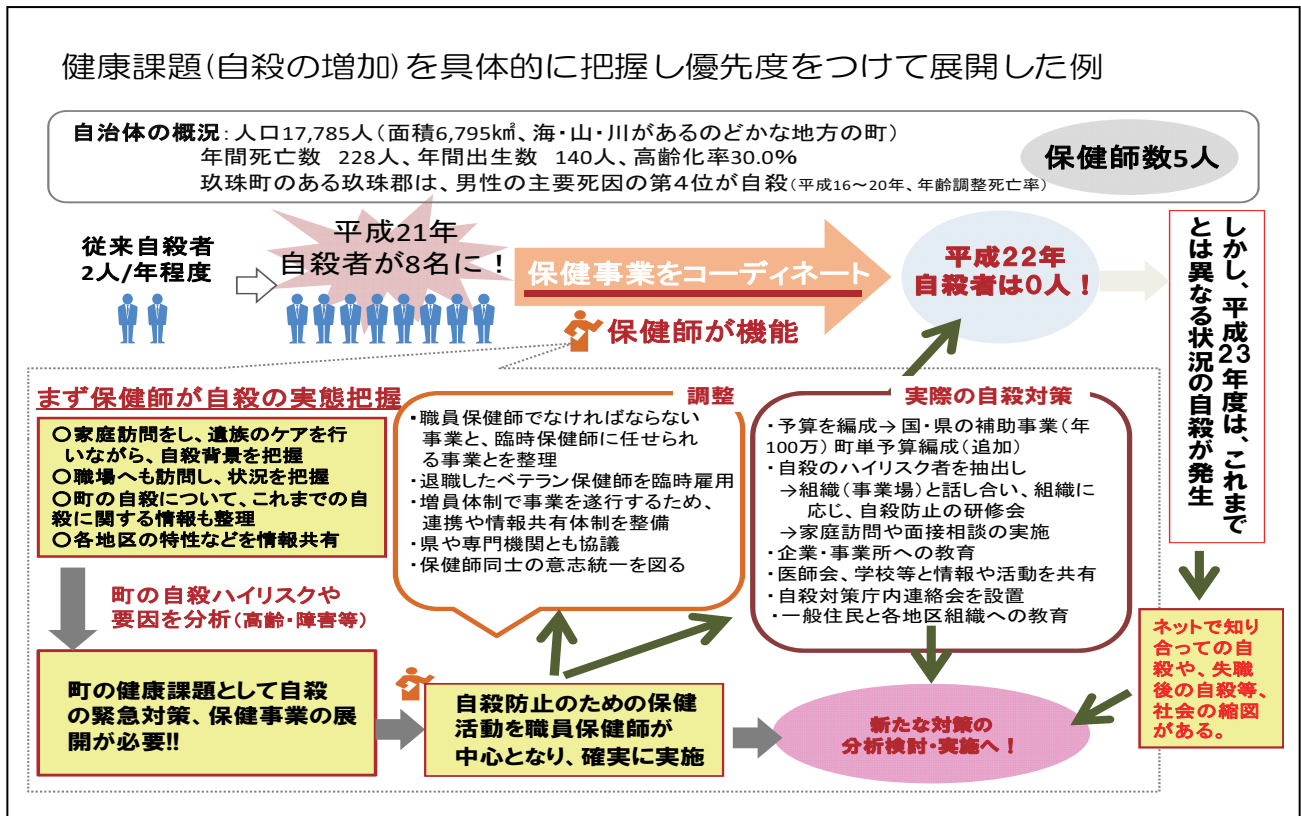 健康課題(自殺の増加)を具体的に把握し優先度をつけて展開した例
自治体の概況：人口17,785人（面積6,795k㎡、海・山・川があるのどかな地方の町）
年間死亡数　228人、年間出生数　140人、高齢化率30.0%
玖珠町のある玖珠郡は、男性の主要死因の第４位が自殺（平成16～20年、年齢調整死亡率）
保健師数5人
従来自殺者
2人/年程度
平成21年
自殺者が8名に！
保健事業をコーディネート
保健師が機能
平成２２年
自殺者は０人！
しかし、平成23年度は、これまで
とは異なる状況の自殺が発生
まず保健師が自殺の実態把握
〇家庭訪問をし、遺族のケアを行
いながら、自殺背景を把握
〇職場へも訪問し、状況を把握
〇町の自殺について、これまでの自
殺に関する情報も整理
〇各地区の特性などを情報共有
町の自殺ハイリスクや
要因を分析(高齢・障害等)
町の健康課題として自殺
の緊急対策、保健事業の展
開が必要!!
調整
・職員保健師でなければならない
事業と、臨時保健師に任せられ
る事業とを整理
・退職したベテラン保健師を臨時雇用
・増員体制で事業を遂行するため、
連携や情報共有体制を整備
・県や専門機関とも協議
・保健師同士の意志統一を図る
自殺防止のための保健
活動を職員保健師が
中心となり、確実に実施
実際の自殺対策
・予算を編成→ 国・県の補助事業（年
100万）町単予算編成（追加）
・自殺のハイリスク者を抽出し
→組織（事業場）と話し合い、組織に
応じ、自殺防止の研修会
→家庭訪問や面接相談の実施
・企業・事業所への教育
・医師会、学校等と情報や活動を共有
・自殺対策庁内連絡会を設置
・一般住民と各地区組織への教育
新たな対策の
分析検討・実施へ！
ネットで知り
合っての自
殺や、失職
後の自殺等、
社会の縮図
がある。